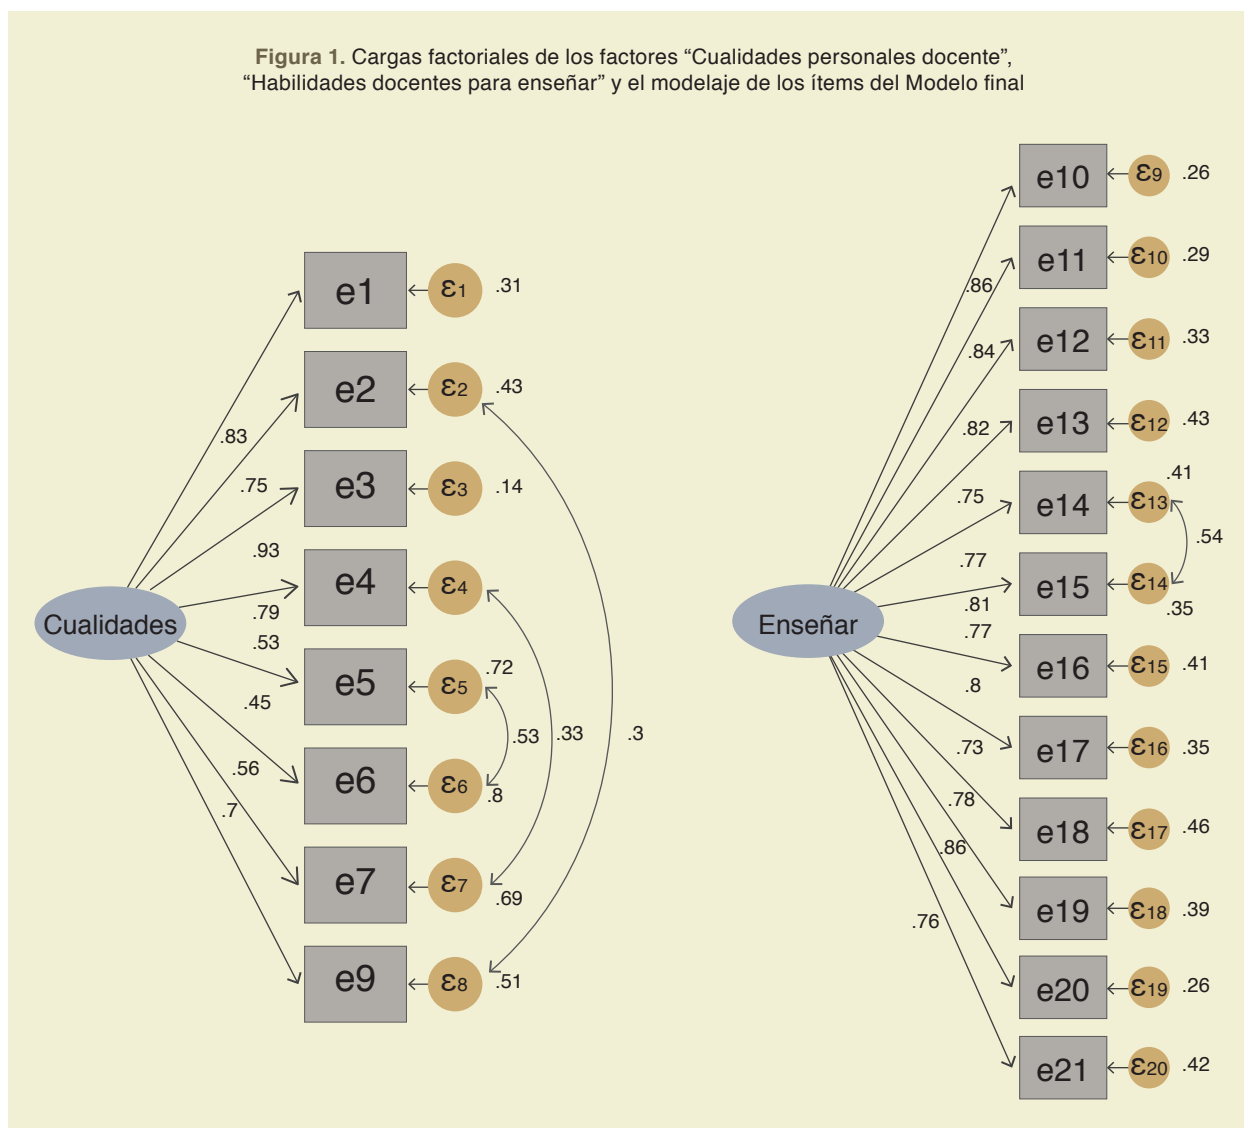 Figura 1. Cargas factoriales de los factores “Cualidades personales docente”,
“Habilidades docentes para enseñar” y el modelaje de los ítems del Modelo final
Cualidades
.83
.75
.93
.79
.53
.45
.56
.7
e1
ε1
.31
e2
ε2
.43
e3
ε3
.14
e4
ε4
e5
ε5
.72
e6
ε6
.8
e7
ε7
.69
e9
ε8
.51
.53
.33
.3
Enseñar
.86
.84
.82
.75
.77
.81
.77
.8
.73
.78
.86
.76
e10
ε9
.26
e11
ε10
.29
e12
ε11
.33
e13
ε12
.43
e14
ε13
.41
.54
e15
ε14
.35
e16
ε15
.41
e17
ε16
.35
e18
ε17
.46
e19
ε18
.39
e20
ε19
.26
e21
ε20
.42